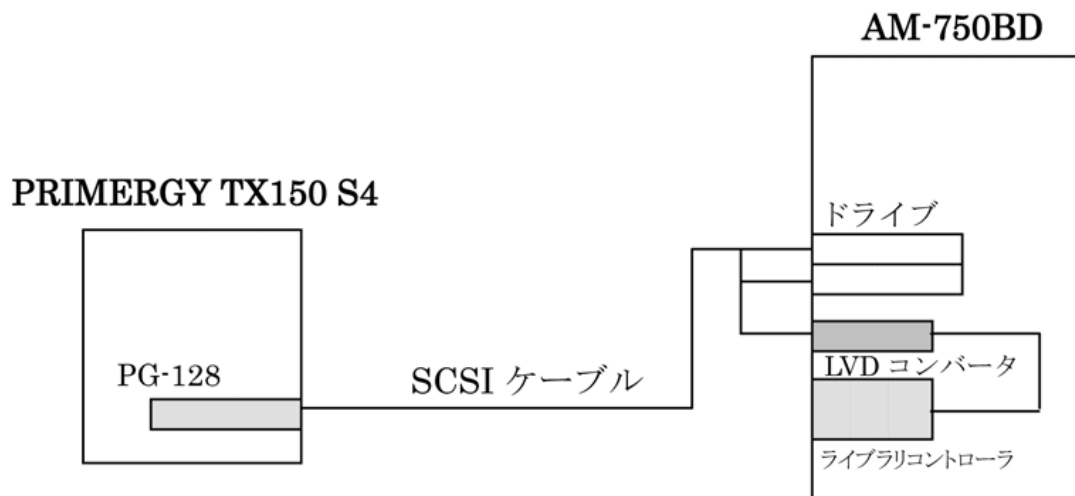 AM-750BD
PRIMERGY TX150 S4
ドライブ
PG-128
SCSI ケーブル
LVD コンバータ
ライブラリコントローラ